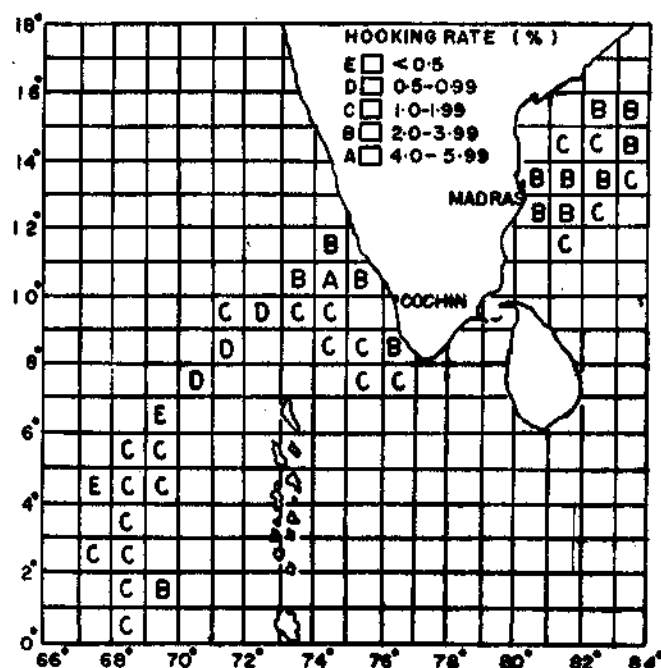 18°
HOOKING RATE (%)
E < 0·5
D 0·5-0·99
16°
C 1·0-1·99
B B
B 2·0-3·99
14°
C C B
A 4·0-5·99
B B B C
MADRAS
12°
B B C
B
C
10°
B A B
COCHIN
C D C C
8°
D C C B
D C C
6°
E
C C
4°
E C C
C
2°
C C
C B
0°
C
66° 68° 70° 72° 74° 76° 78° 80° 82° 84